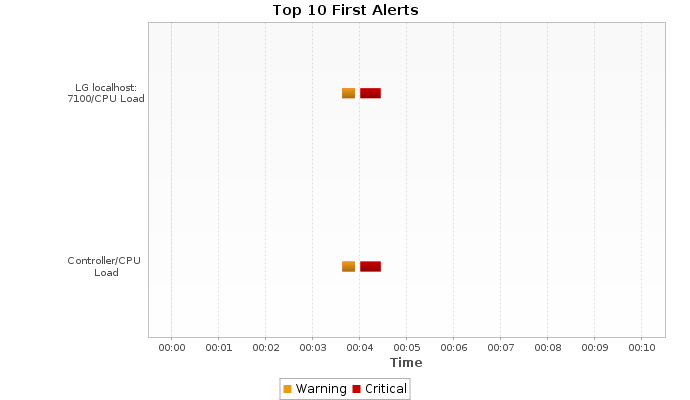 Top 10 First Alerts
LG localhost:
7100/CPU Load
Controller/CPU
Load
00:00 00:01 00:02 00:03 00:04 00:05 00:06 00:07 00:08 00:09 00:10
Time
Warning Critical